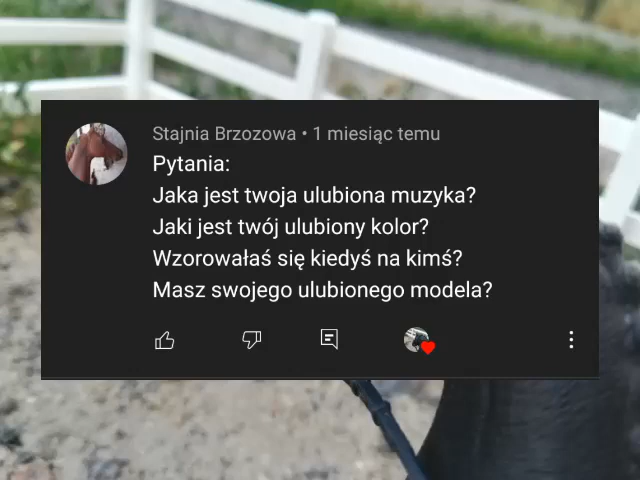 Stajnia Brzozowa • 1 miesiąc temu
Pytania:
Jaka jest twoja ulubiona muzyka?
Jaki jest twój ulubiony kolor?
Wzorowałaś się kiedyś na kimś?
Masz swojego ulubionego modela?